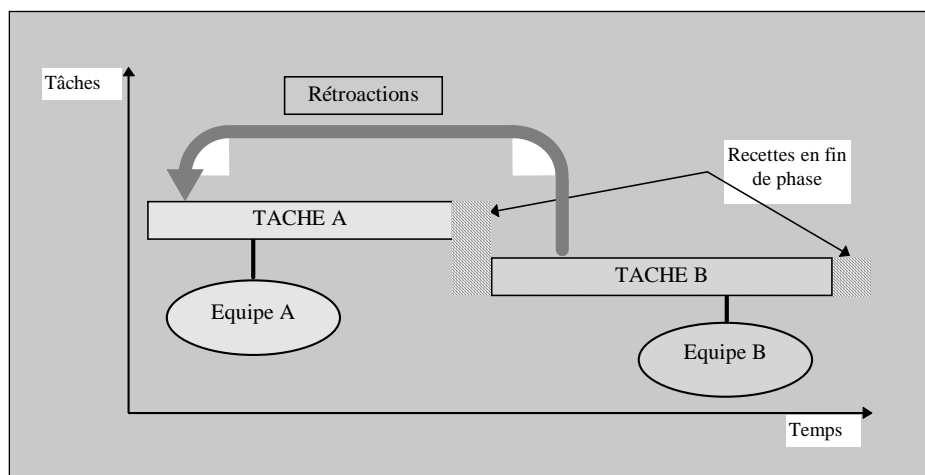 Tâches
Rétroactions
Recettes en fin
de phase
TACHE A
TACHE B
Equipe A
Equipe B
Temps